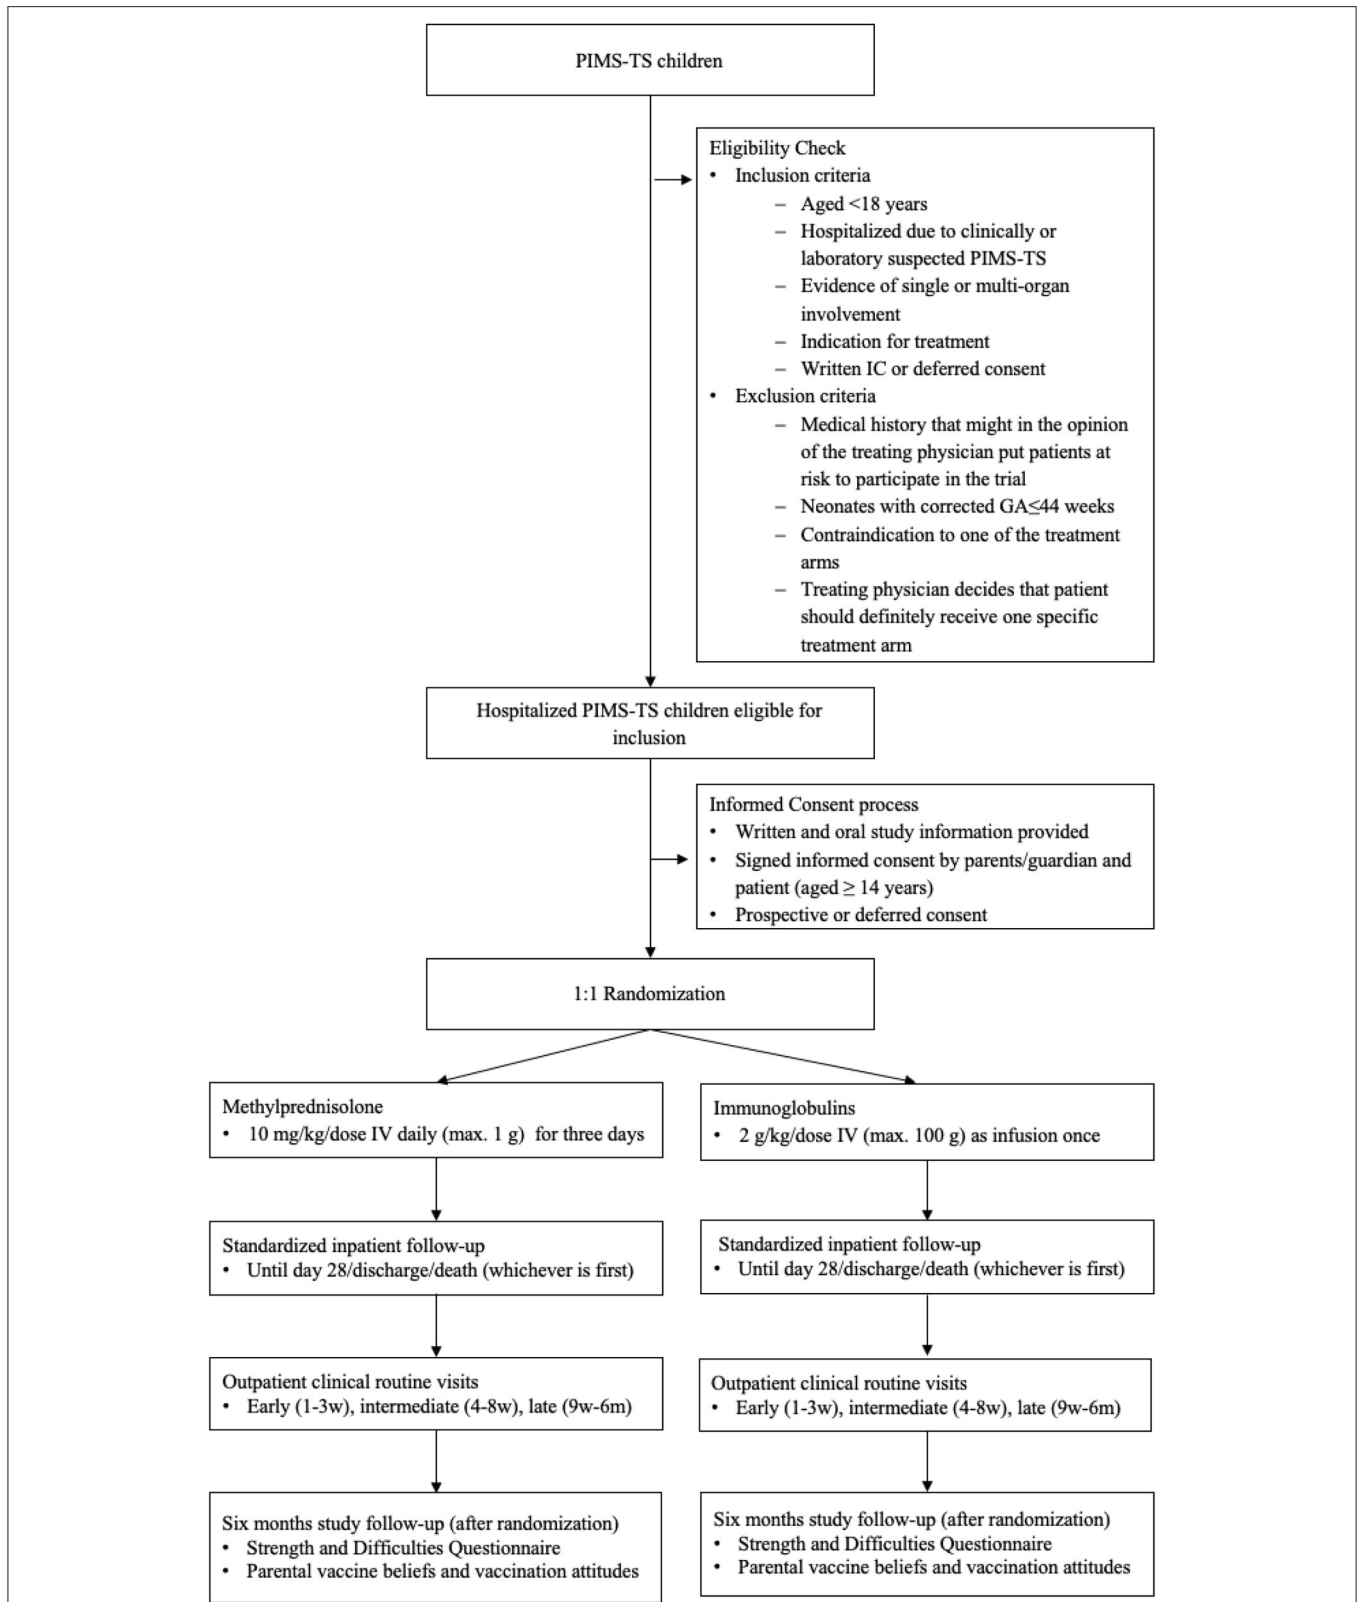 PIMS-TS children
Eligibility Check
• Inclusion criteria
– Aged <18 years
– Hospitalized due to clinically or
laboratory suspected PIMS-TS
– Evidence of single or multi-organ
involvement
– Indication for treatment
– Written IC or deferred consent
• Exclusion criteria
– Medical history that might in the opinion
of the treating physician put patients at
risk to participate in the trial
– Neonates with corrected GA≤44 weeks
– Contraindication to one of the treatment
arms
– Treating physician decides that patient
should definitely receive one specific
treatment arm
Hospitalized PIMS-TS children eligible for
inclusion
Informed Consent process
• Written and oral study information provided
• Signed informed consent by parents/guardian and
patient (aged ≥ 14 years)
• Prospective or deferred consent
1:1 Randomization
Methylprednisolone
• 10 mg/kg/dose IV daily (max. 1 g) for three days
Immunoglobulins
• 2 g/kg/dose IV (max. 100 g) as infusion once
Standardized inpatient follow-up
• Until day 28/discharge/death (whichever is first)
Standardized inpatient follow-up
• Until day 28/discharge/death (whichever is first)
Outpatient clinical routine visits
• Early (1-3w), intermediate (4-8w), late (9w-6m)
Outpatient clinical routine visits
• Early (1-3w), intermediate (4-8w), late (9w-6m)
Six months study follow-up (after randomization)
• Strength and Difficulties Questionnaire
• Parental vaccine beliefs and vaccination attitudes
Six months study follow-up (after randomization)
• Strength and Difficulties Questionnaire
• Parental vaccine beliefs and vaccination attitudes